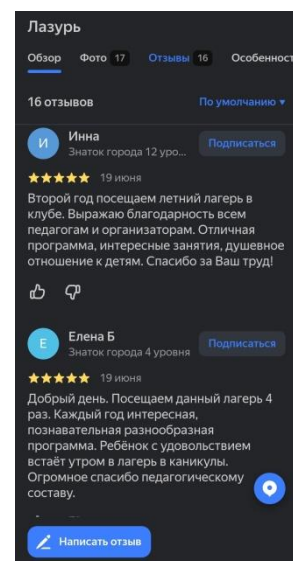 Лазурь
Обзор Фото 17 Отзывы 16 Особенност
16 отзывов По умолчанию
И Инна
Знаток города 12 уро... Подписаться
19 июня
Второй год посещаем летний лагерь в
клубе. Выражаю благодарность всем
педагогам и организаторам. Отличная
программа, интересные занятия, душевное
отношение к детям. Спасибо за Ваш труд!
Е Елена Б
Знаток города 4 уровня Подписаться
19 июня
Добрый день. Посещаем данный лагерь 4
раз. Каждый год интересная,
познавательная разнообразная
программа. Ребёнок с удовольствием
встаёт утром в лагерь в каникулы.
Огромное спасибо педагогическому
составу.
Написать отзыв